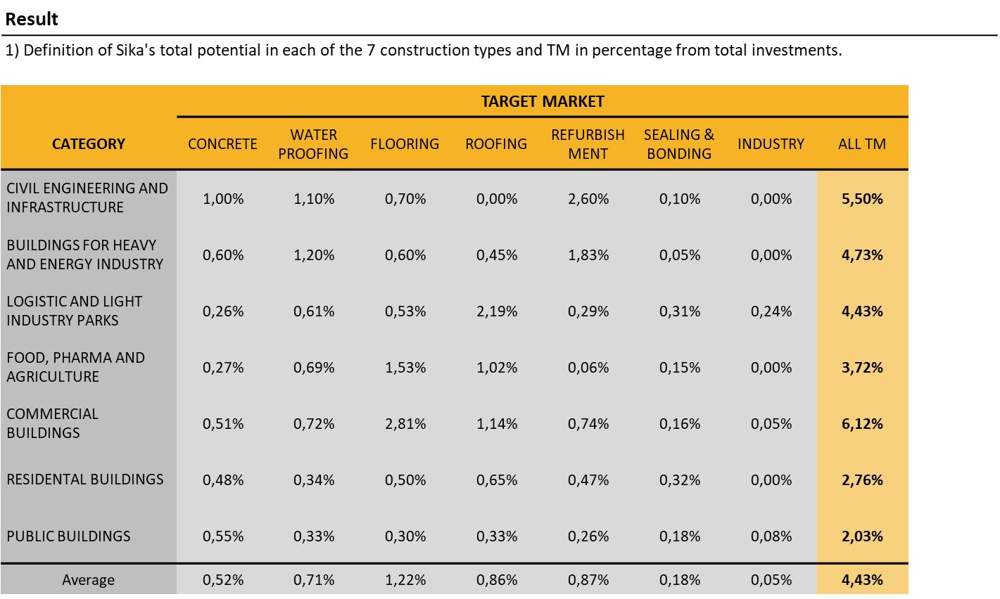 Result
1) Definition of Sika's total potential in each of the 7 construction types and TM in percentage from total investments.
TARGET MARKET
CATEGORY CONCRETE WATER PROOFING FLOORING ROOFING REFURBISH MENT SEALING & BONDING INDUSTRY ALL TM
CIVIL ENGINEERING AND
INFRASTRUCTURE 1,00% 1,10% 0,70% 0,00% 2,60% 0,10% 0,00% 5,50%
BUILDINGS FOR HEAVY
AND ENERGY INDUSTRY 0,60% 1,20% 0,60% 0,45% 1,83% 0,05% 0,00% 4,73%
LOGISTIC AND LIGHT
INDUSTRY PARKS 0,26% 0,61% 0,53% 2,19% 0,29% 0,31% 0,24% 4,43%
FOOD, PHARMA AND
AGRICULTURE 0,27% 0,69% 1,53% 1,02% 0,06% 0,15% 0,00% 3,72%
COMMERCIAL
BUILDINGS 0,51% 0,72% 2,81% 1,14% 0,74% 0,16% 0,05% 6,12%
RESIDENTAL BUILDINGS 0,48% 0,34% 0,50% 0,65% 0,47% 0,32% 0,00% 2,76%
PUBLIC BUILDINGS 0,55% 0,33% 0,30% 0,33% 0,26% 0,18% 0,08% 2,03%
Average 0,52% 0,71% 1,22% 0,86% 0,87% 0,18% 0,05% 4,43%